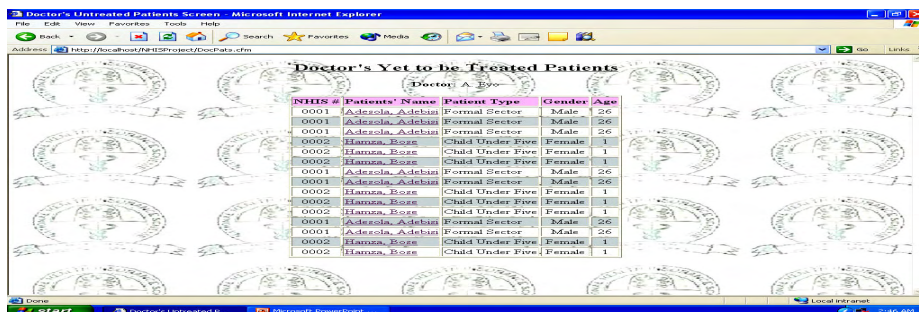 Doctor's Untreated Patients Screen - Microsoft Internet Explorer
File Edit View Favorites Tools Help
Back Search Favorites Media
Address http://localhost/NHISProject/DocPats.cfm Go Links
Doctor's Yet to be Treated Patients
Doctor: A. Eyo
NHIS # Patients' Name Patient Type Gender Age
0001 Adesola, Adebisi Formal Sector Male 26
0001 Adesola, Adebisi Formal Sector Male 26
0001 Adesola, Adebisi Formal Sector Male 26
0002 Hamza, Bose Child Under Five Female 1
0002 Hamza, Bose Child Under Five Female 1
0002 Hamza, Bose Child Under Five Female 1
0001 Adesola, Adebisi Formal Sector Male 26
0001 Adesola, Adebisi Formal Sector Male 26
0002 Hamza, Bose Child Under Five Female 1
0002 Hamza, Bose Child Under Five Female 1
0001 Adesola, Adebisi Formal Sector Male 26
0001 Adesola, Adebisi Formal Sector Male 26
0002 Hamza, Bose Child Under Five Female 1
0002 Hamza, Bose Child Under Five Female 1
Done Local intranet
start Doctor's Untreated P... Microsoft PowerPoint ... 2:46 AM